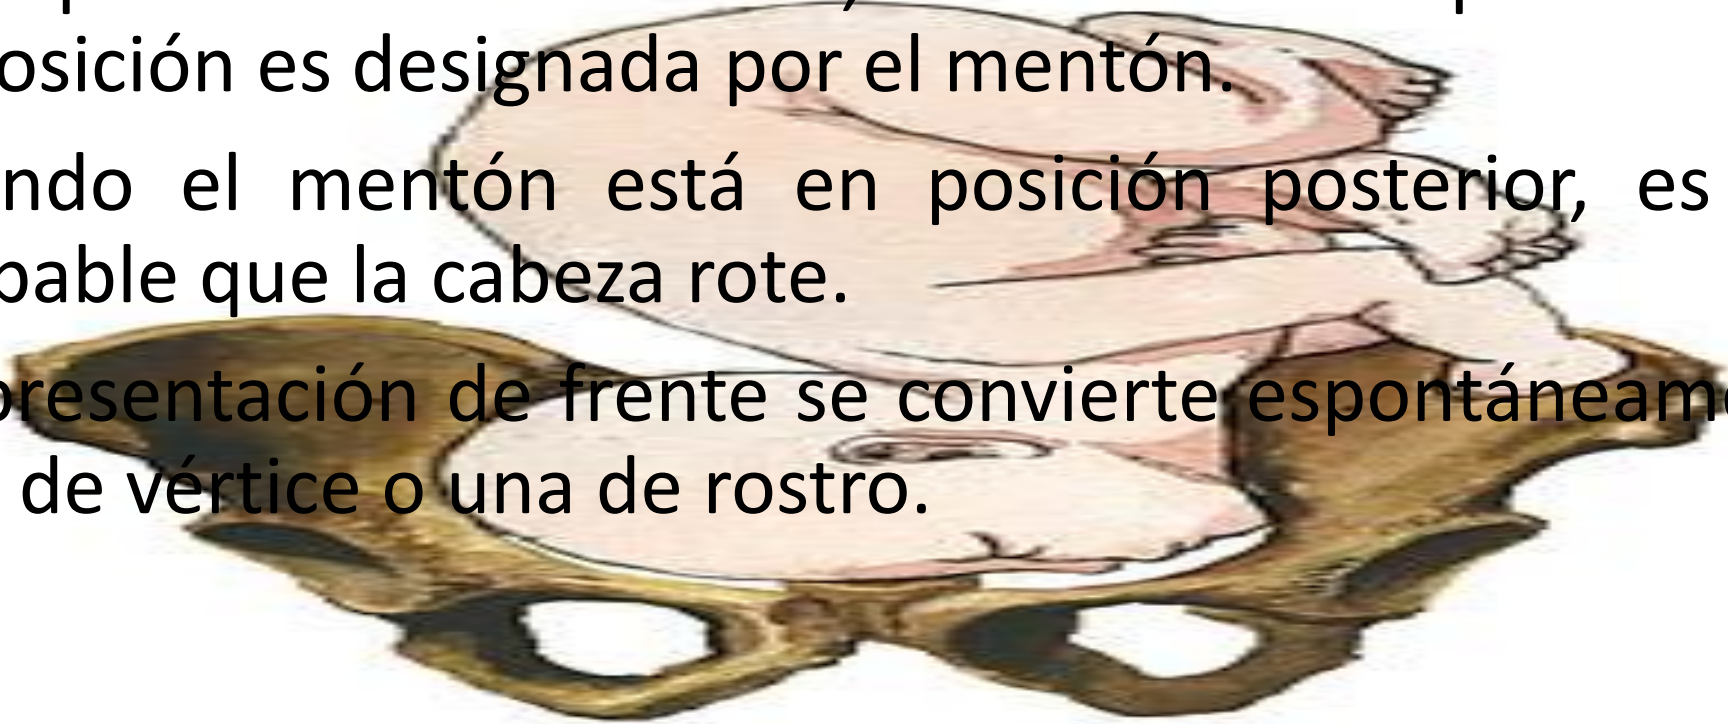 osición es designada por el mentón.
ndo el mentón está en posición posterior, es
bable que la cabeza rote.
presentación de frente se convierte espontáneam
de vértice o una de rostro.